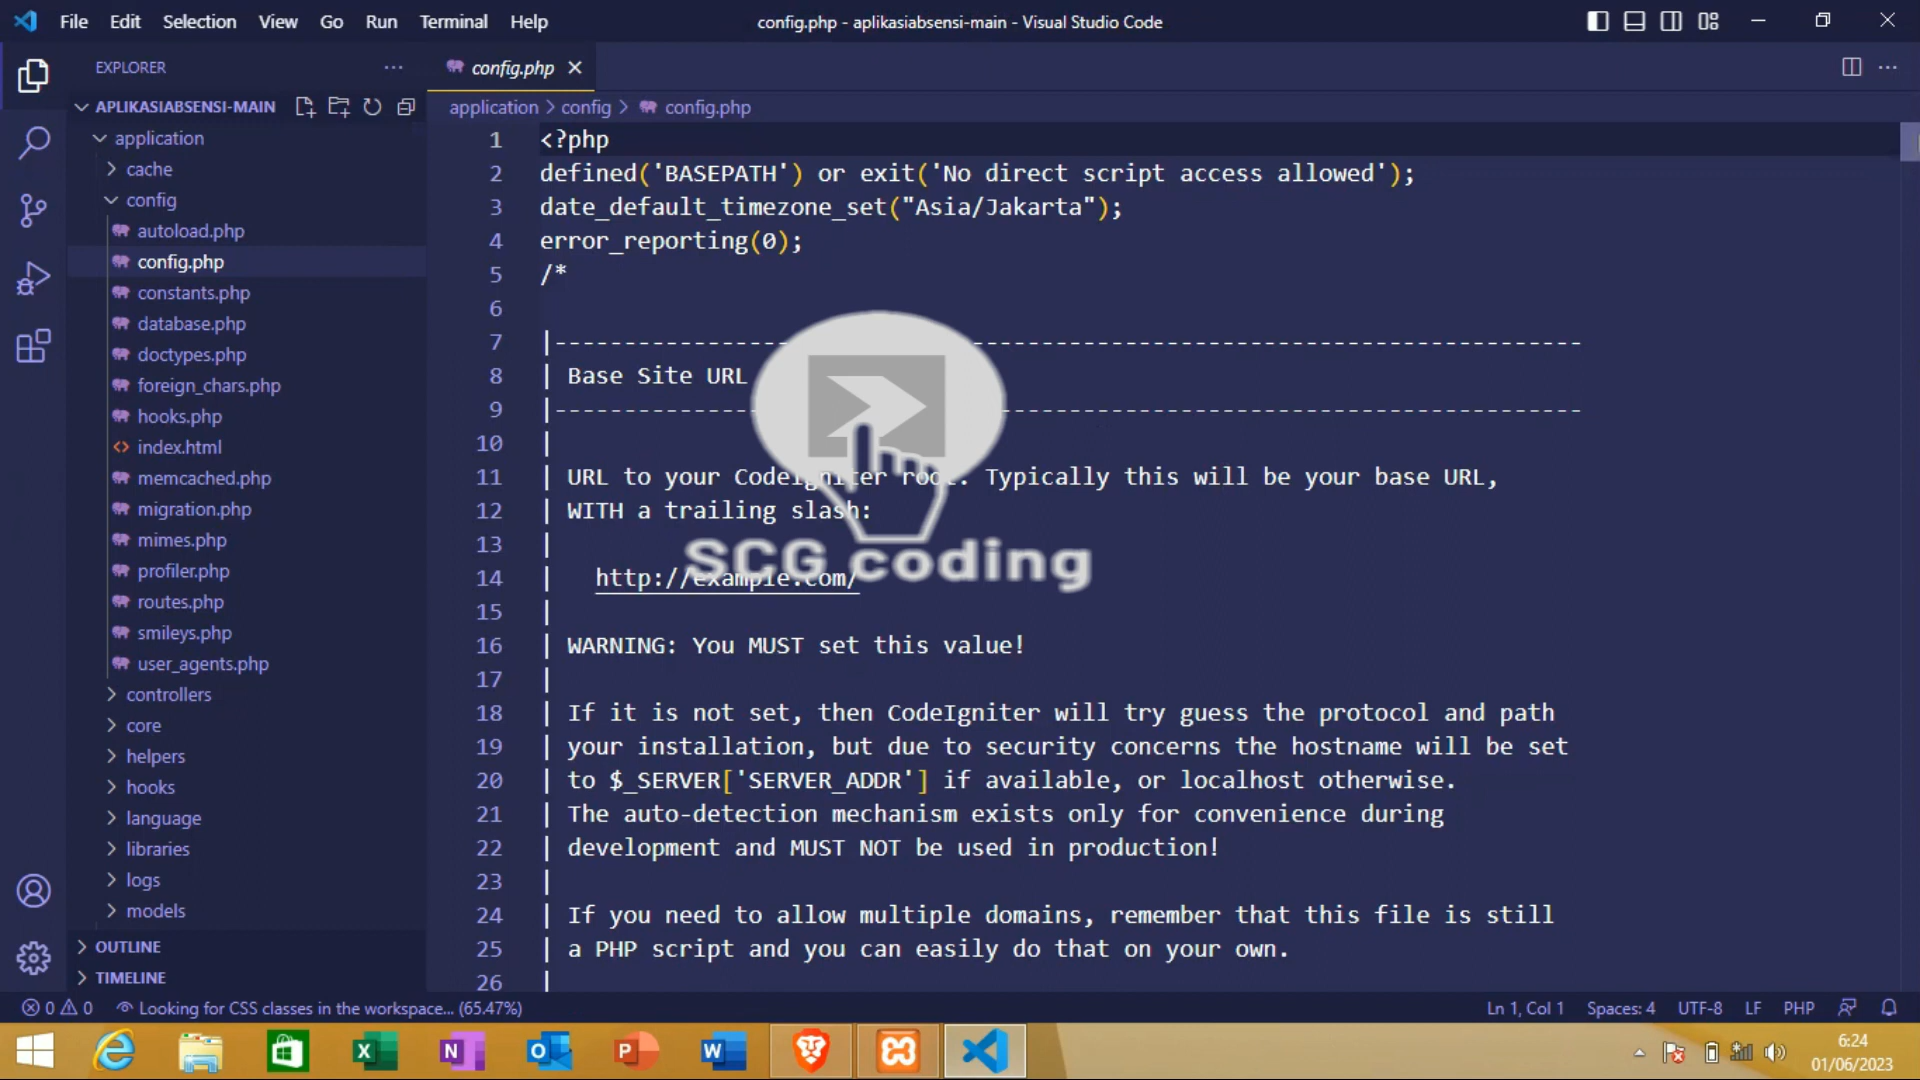 File Edit Selection View Go Run Terminal Help
config.php - aplikasiabsensi-main - Visual Studio Code
EXPLORER
APLIKASIABSENSI-MAIN
application
cache
config
autoload.php
config.php
constants.php
database.php
doctypes.php
foreign_chars.php
hooks.php
index.html
memcached.php
migration.php
mimes.php
profiler.php
routes.php
smileys.php
user_agents.php
controllers
core
helpers
hooks
language
libraries
logs
models
OUTLINE
TIMELINE
config.php
application > config > config.php
1 <?php
2 defined('BASEPATH') or exit('No direct script access allowed');
3 date_default_timezone_set("Asia/Jakarta");
4 error_reporting(0);
5 /*
6
7 |--------------------------------------------------------------------------
8 | Base Site URL
9 |--------------------------------------------------------------------------
10 |
11 | URL to your CodeIgniter root. Typically this will be your base URL,
12 | WITH a trailing slash:
13 |
14 | http://example.com/
15 |
16 | WARNING: You MUST set this value!
17 |
18 | If it is not set, then CodeIgniter will try guess the protocol and path
19 | your installation, but due to security concerns the hostname will be set
20 | to $_SERVER['SERVER_ADDR'] if available, or localhost otherwise.
21 | The auto-detection mechanism exists only for convenience during
22 | development and MUST NOT be used in production!
23 |
24 | If you need to allow multiple domains, remember that this file is still
25 | a PHP script and you can easily do that on your own.
26 |
SCG coding
0 0 Looking for CSS classes in the workspace... (65.47%)
Ln 1, Col 1 Spaces: 4 UTF-8 LF PHP
6:24
01/06/2023